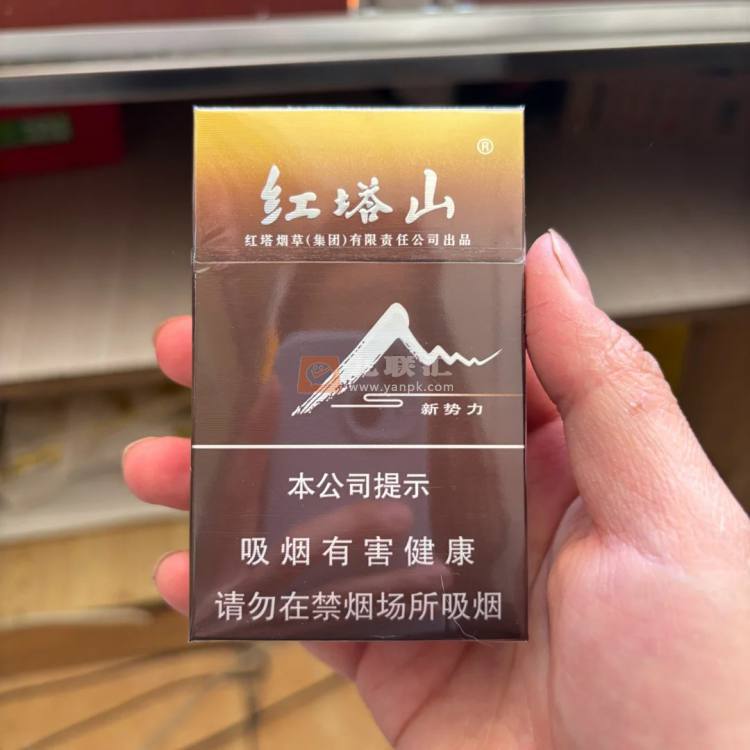 ®
红塔山
红塔烟草(集团)有限责任公司出品
www.yanpk.com
新势力
本公司提示
吸烟有害健康
请勿在禁烟场所吸烟